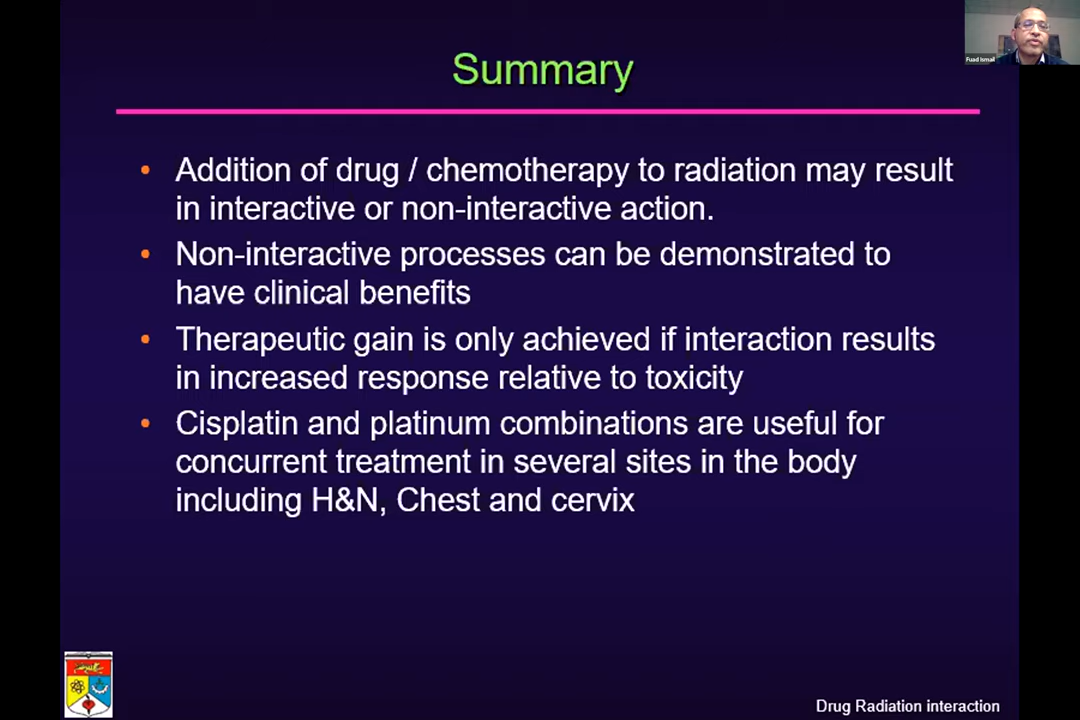 Fuad Ismail
Summary
• Addition of drug / chemotherapy to radiation may result
in interactive or non-interactive action.
• Non-interactive processes can be demonstrated to
have clinical benefits
• Therapeutic gain is only achieved if interaction results
in increased response relative to toxicity
• Cisplatin and platinum combinations are useful for
concurrent treatment in several sites in the body
including H&N, Chest and cervix
Drug Radiation interaction